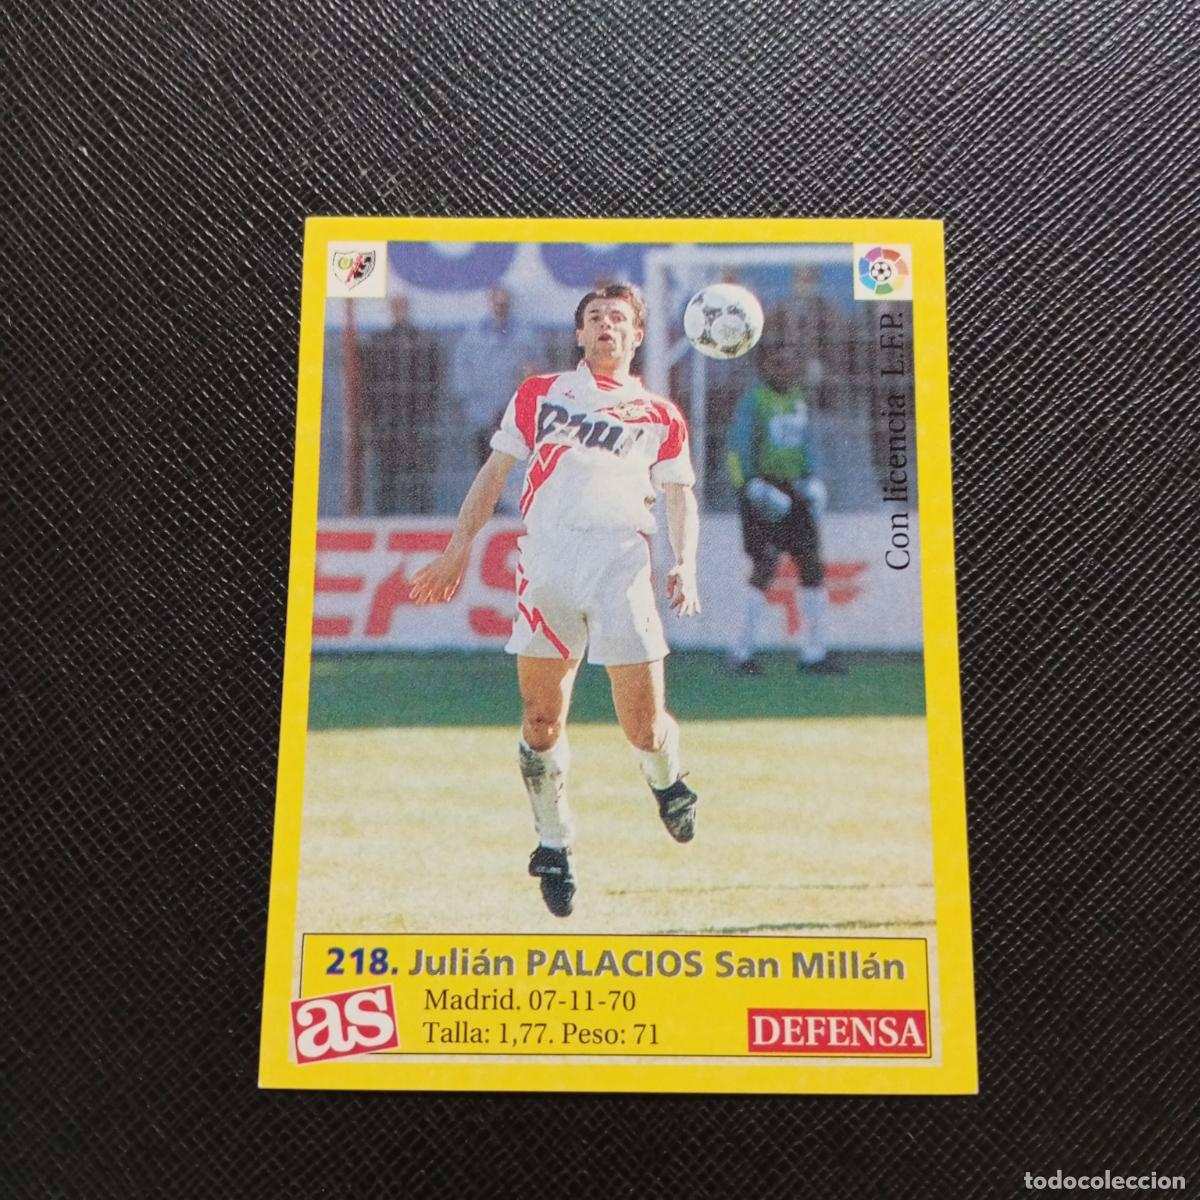 Con licencia L.F.P.
EPS
218. Julián PALACIOS San Millán
as
Madrid. 07-11-70
Talla: 1,77. Peso: 71
DEFENSA
todocoleccion